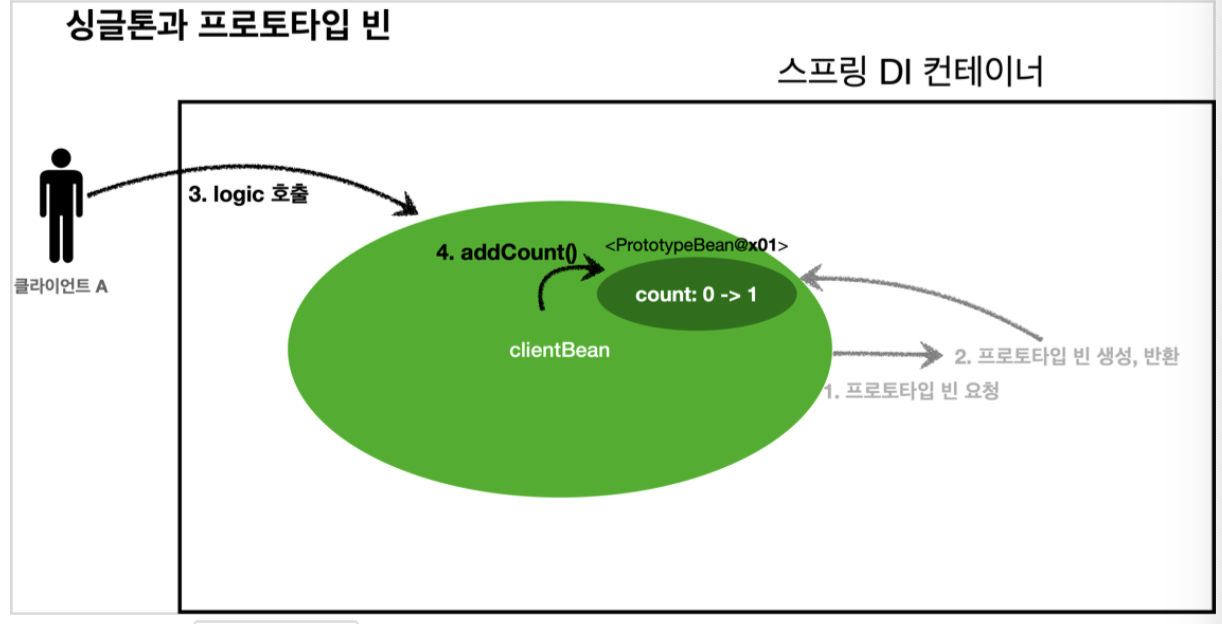 싱글톤과 프로토타입 빈
스프링 DI 컨테이너
3. logic 호출
4. addCount()
<PrototypeBean@x01>
클라이언트 A
count: 0 -> 1
clientBean
2. 프로토타입 빈 생성, 반환
1. 프로토타입 빈 요청